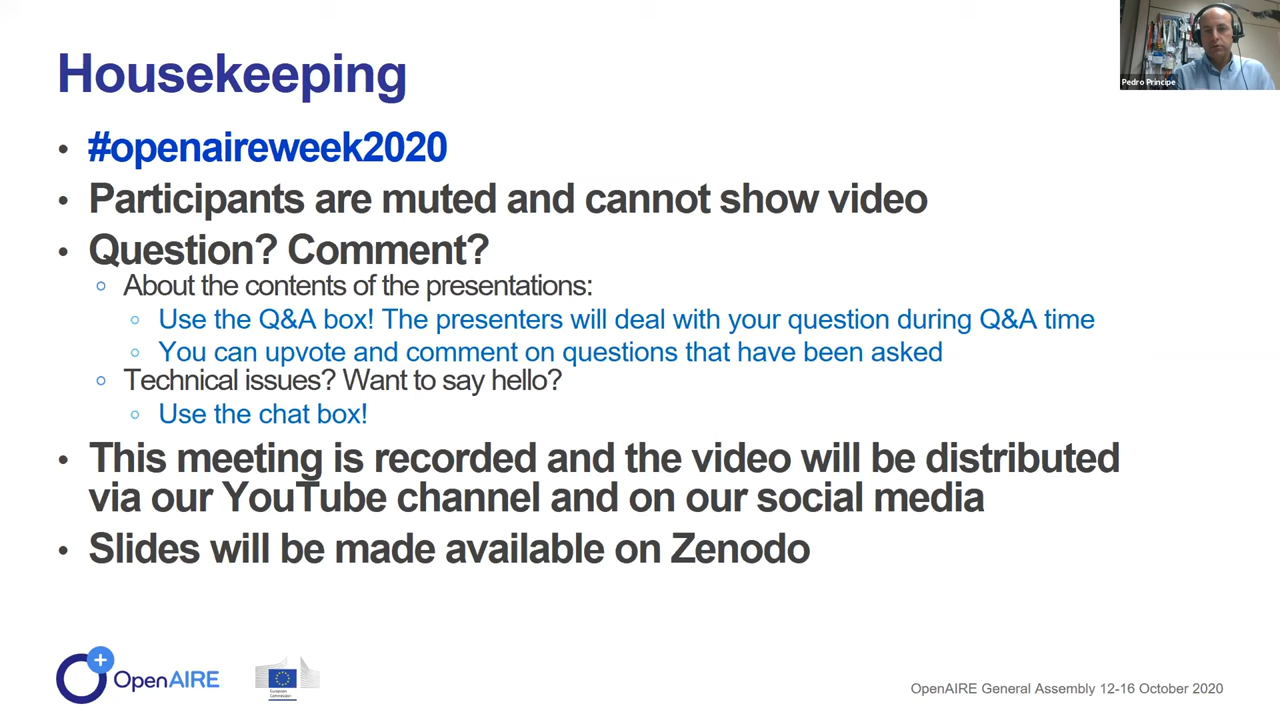 Housekeeping
Pedro Príncipe
• #openaireweek2020
• Participants are muted and cannot show video
• Question? Comment?
About the contents of the presentations:
Use the Q&A box! The presenters will deal with your question during Q&A time
You can upvote and comment on questions that have been asked
Technical issues? Want to say hello?
Use the chat box!
• This meeting is recorded and the video will be distributed
via our YouTube channel and on our social media
• Slides will be made available on Zenodo
OpenAIRE
European
Commission
OpenAIRE General Assembly 12-16 October 2020